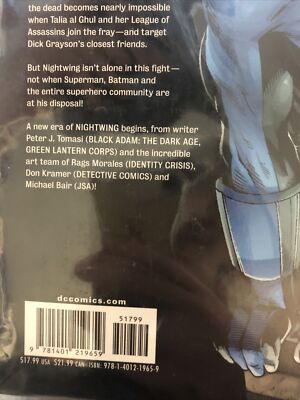 the dead becomes nearly impossible
when Talia al Ghul and her League of
Assassins join the fray—and target
Dick Grayson's closest friends.
But Nightwing isn't alone in this fight—
not when Superman, Batman and
the entire superhero community are
at his disposal!
A new era of NIGHTWING begins, from writer
Peter J. Tomasi (BLACK ADAM: THE DARK AGE,
GREEN LANTERN CORPS) and the incredible
art team of Rags Morales (IDENTITY CRISIS),
Don Kramer (DETECTIVE COMICS) and
Michael Bair (JSA)!
dccomics.com
51799
9 781401 219659
$17.99 USA $21.99 CAN ISBN: 978-1-4012-1965-9